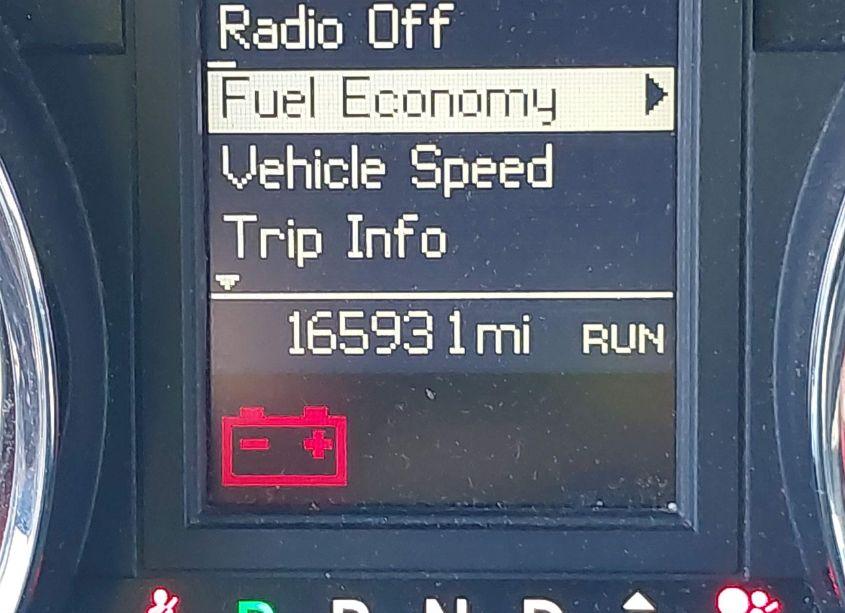 Radio Off
Fuel Economy
Vehicle Speed
Trip Info
165931mi RUN
P R N D